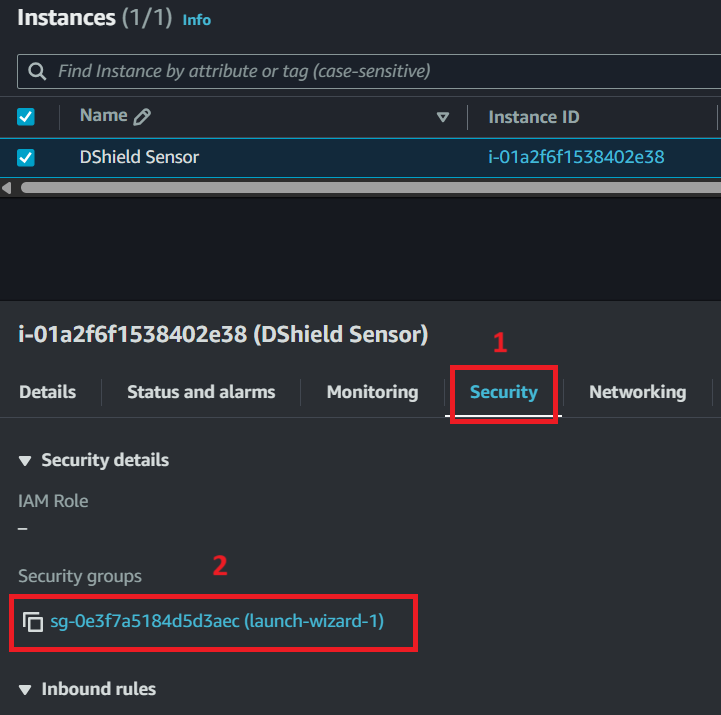 Instances (1/1) Info
Find Instance by attribute or tag (case-sensitive)
Name Instance ID
DShield Sensor i-01a2f6f1538402e38
i-01a2f6f1538402e38 (DShield Sensor)
1
Details Status and alarms Monitoring Security Networking
Security details
IAM Role
–
2
Security groups
sg-0e3f7a5184d5d3aec (launch-wizard-1)
Inbound rules